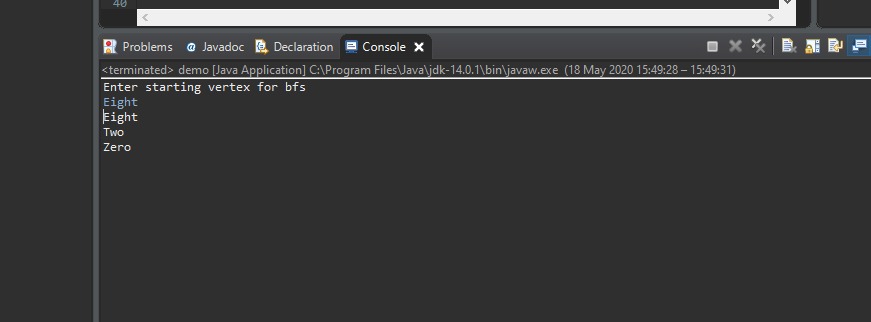 40
Problems @ Javadoc Declaration Console
<terminated> demo [Java Application] C:\Program Files\Java\jdk-14.0.1\bin\javaw.exe (18 May 2020 15:49:28 – 15:49:31)
Enter starting vertex for bfs
Eight
Eight
Two
Zero